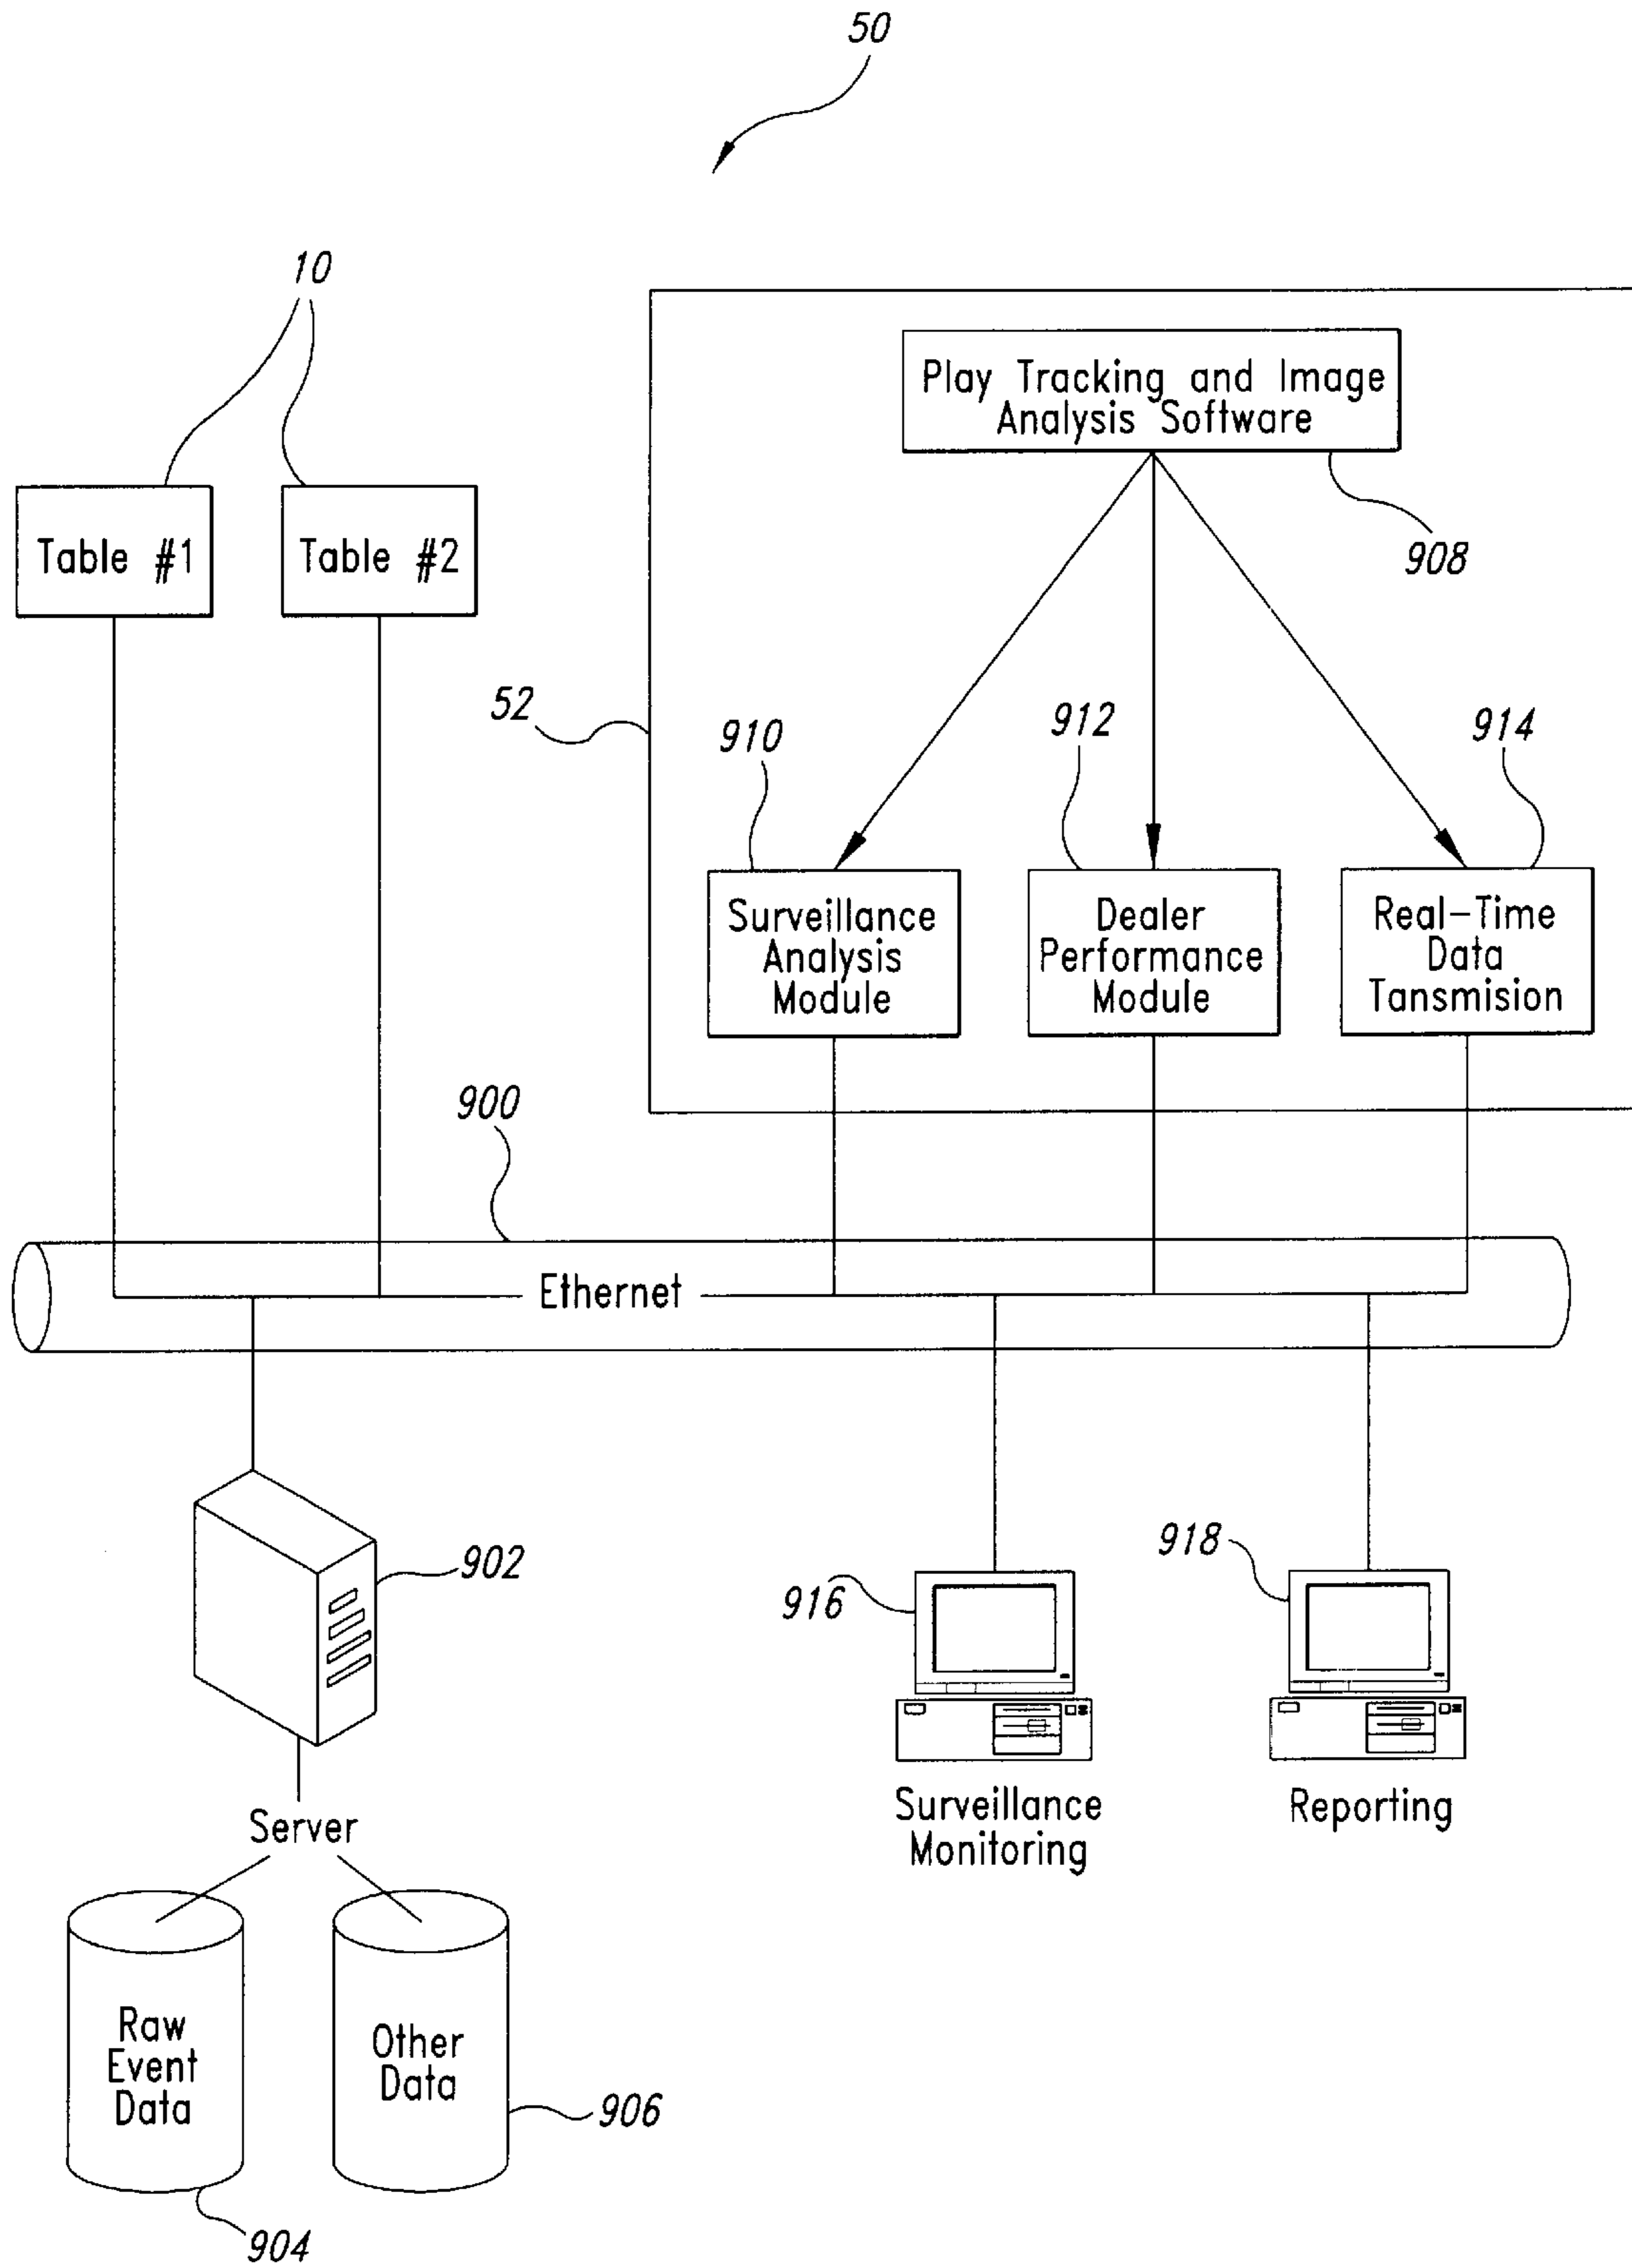 50
10
Play Tracking and Image
Analysis Software
908
Table #1
Table #2
52
910
912
914
Surveillance
Analysis
Module
Dealer
Performance
Module
Real-Time
Data
Tansmision
900
Ethernet
902
916
918
Server
Surveillance
Monitoring
Reporting
Raw
Event
Data
Other
Data
906
904